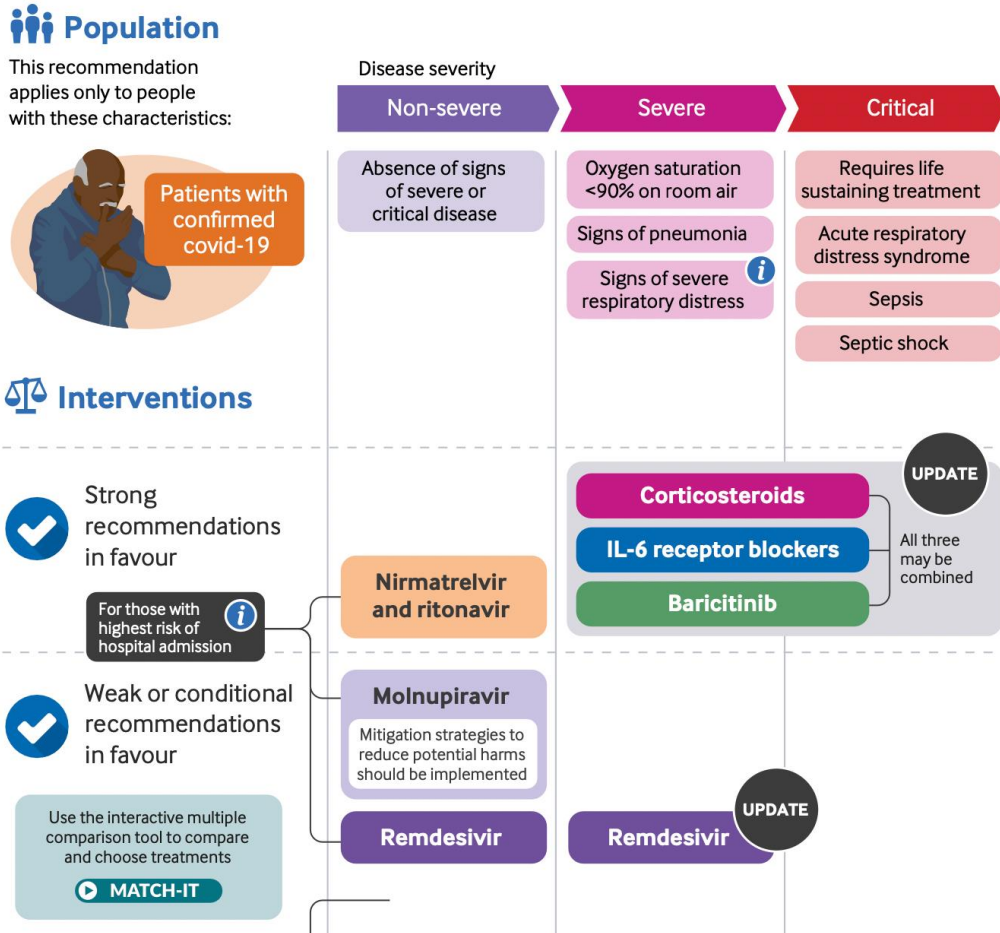 Population
This recommendation
applies only to people
with these characteristics:
Patients with
confirmed
covid-19
Disease severity
Non-severe
Severe
Critical
Absence of signs
of severe or
critical disease
Oxygen saturation
<90% on room air
Signs of pneumonia
Signs of severe
respiratory distress
i
Requires life
sustaining treatment
Acute respiratory
distress syndrome
Sepsis
Septic shock
Interventions
Strong
recommendations
in favour
For those with
highest risk of
hospital admission
i
Nirmatrelvir
and ritonavir
Corticosteroids
IL-6 receptor blockers
Baricitinib
All three
may be
combined
UPDATE
Weak or conditional
recommendations
in favour
Molnupiravir
Mitigation strategies to
reduce potential harms
should be implemented
Remdesivir
Remdesivir
UPDATE
Use the interactive multiple
comparison tool to compare
and choose treatments
MATCH-IT